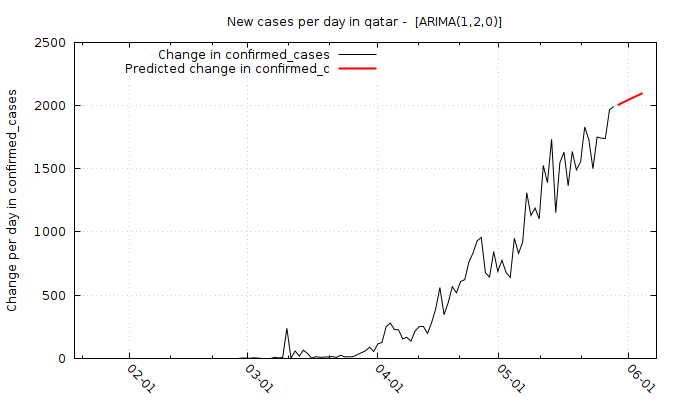 New cases per day in qatar -  [ARIMA(1,2,0)]
Change in confirmed_cases
Predicted change in confirmed_c
Change per day in confirmed_cases
2500
2000
1500
1000
500
0
02-01
03-01
04-01
05-01
06-01